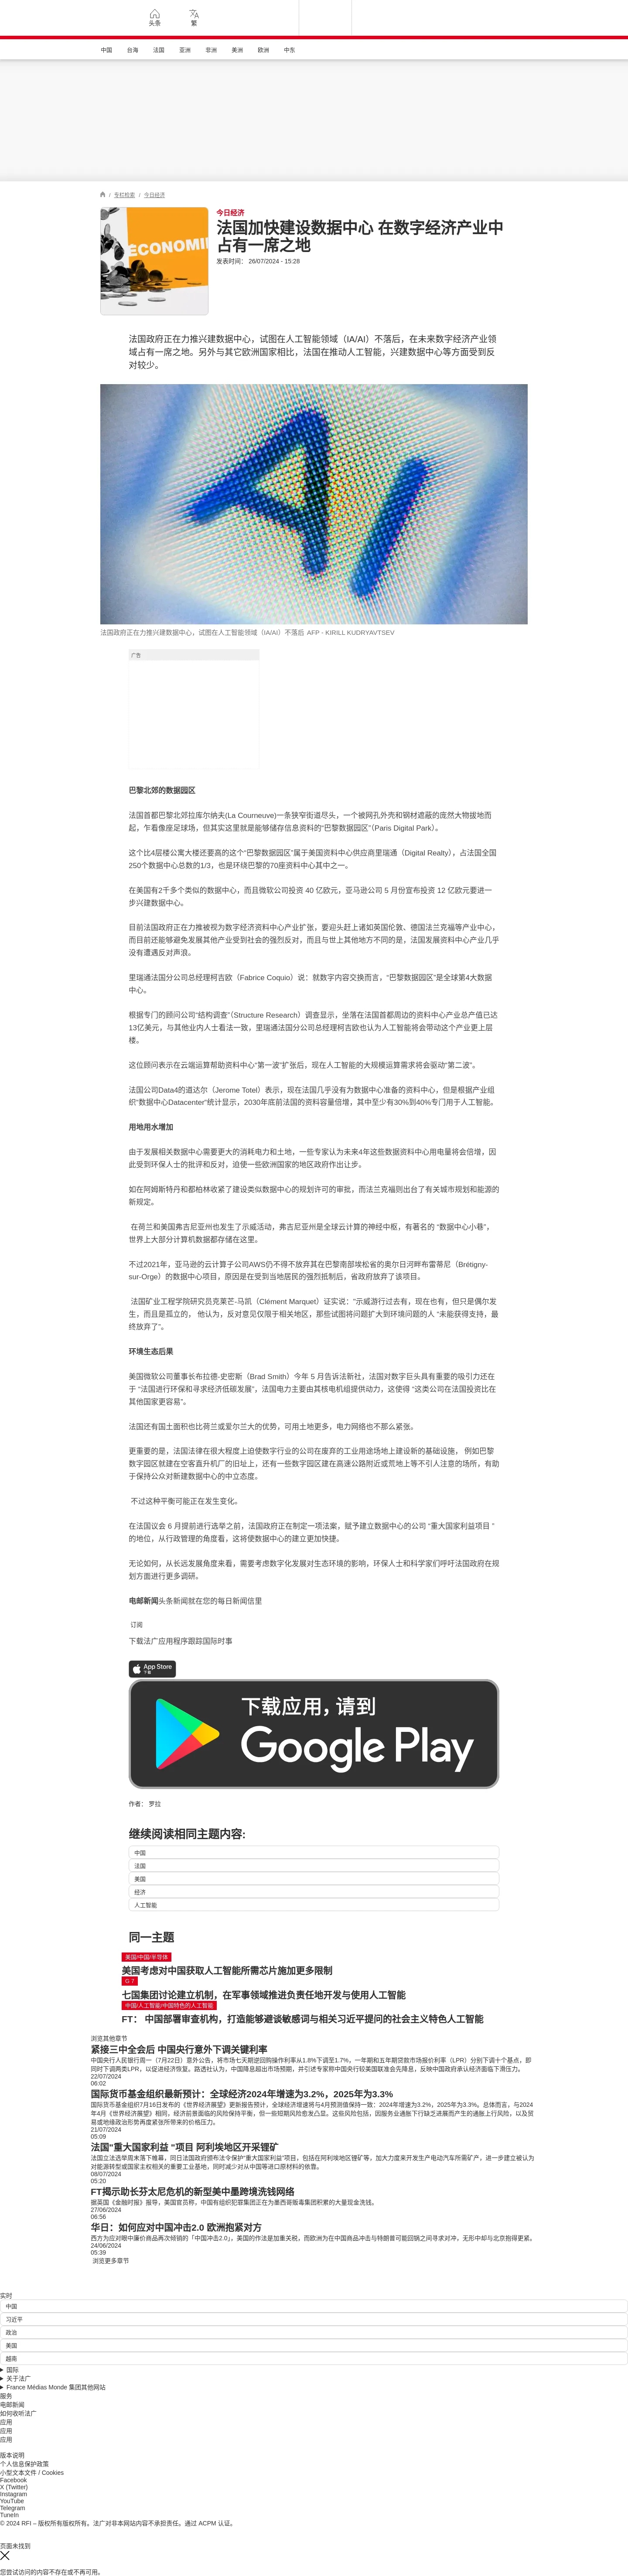 头条
繁
中国 台海 法国 亚洲 非洲 美洲 欧洲 中东
/ 专栏检索 / 今日经济
ECONOMI
今日经济
法国加快建设数据中心 在数字经济产业中
占有一席之地
发表时间： 26/07/2024 - 15:28
法国政府正在力推兴建数据中心，试图在人工智能领域（IA/AI）不落后，在未来数字经济产业领
域占有一席之地。另外与其它欧洲国家相比，法国在推动人工智能，兴建数据中心等方面受到反
对较少。
AI
法国政府正在力推兴建数据中心，试图在人工智能领域（IA/AI）不落后 AFP - KIRILL KUDRYAVTSEV
广告
巴黎北郊的数据园区
法国首都巴黎北郊拉库尔纳夫(La Courneuve)一条狭窄街道尽头，一个被网孔外壳和钢材遮蔽的庞然大物拔地而
起，乍看像座足球场，但其实这里就是能够储存信息资料的“巴黎数据园区”（Paris Digital Park）。
这个比4层楼公寓大楼还要高的这个“巴黎数据园区”属于美国资料中心供应商里瑞通（Digital Realty），占法国全国
250个数据中心总数的1/3，也是环绕巴黎的70座资料中心其中之一。
在美国有2千多个类似的数据中心，而且微软公司投资 40 亿欧元，亚马逊公司 5 月份宣布投资 12 亿欧元要进一
步兴建数据中心。
目前法国政府正在力推被视为数字经济资料中心产业扩张，要迎头赶上诸如英国伦敦、德国法兰克福等产业中心，
而目前还能够避免发展其他产业受到社会的强烈反对，而且与世上其他地方不同的是，法国发展资料中心产业几乎
没有遭遇反对声浪。
里瑞通法国分公司总经理柯吉欧（Fabrice Coquio）说：就数字内容交换而言，“巴黎数据园区”是全球第4大数据
中心。
根据专门的顾问公司“结构调查”（Structure Research）调查显示，坐落在法国首都周边的资料中心产业总产值已达
13亿美元，与其他业内人士看法一致，里瑞通法国分公司总经理柯吉欧也认为人工智能将会带动这个产业更上层
楼。
这位顾问表示在云端运算帮助资料中心“第一波”扩张后，现在人工智能的大规模运算需求将会驱动“第二波”。
法国公司Data4的道达尔（Jerome Totel）表示，现在法国几乎没有为数据中心准备的资料中心，但是根据产业组
织“数据中心Datacenter”统计显示，2030年底前法国的资料容量倍增，其中至少有30%到40%专门用于人工智能。
用地用水增加
由于发展相关数据中心需要更大的消耗电力和土地，一些专家认为未来4年这些数据资料中心用电量将会倍增，因
此受到环保人士的批评和反对，迫使一些欧洲国家的地区政府作出让步。
如在阿姆斯特丹和都柏林收紧了建设类似数据中心的规划许可的审批，而法兰克福则出台了有关城市规划和能源的
新规定。
在荷兰和美国弗吉尼亚州也发生了示威活动，弗吉尼亚州是全球云计算的神经中枢，有著名的 “数据中心小巷”，
世界上大部分计算机数据都存储在这里。
不过2021年，亚马逊的云计算子公司AWS仍不得不放弃其在巴黎南部埃松省的奥尔日河畔布雷蒂尼（Brétigny-
sur-Orge）的数据中心项目，原因是在受到当地居民的强烈抵制后，省政府放弃了该项目。
法国矿业工程学院研究员克莱芒-马凯（Clément Marquet）证实说：“示威游行过去有，现在也有，但只是偶尔发
生，而且是孤立的， 他认为，反对意见仅限于相关地区，那些试图将问题扩大到环境问题的人 “未能获得支持，最
终放弃了”。
环境生态后果
美国微软公司董事长布拉德-史密斯（Brad Smith）今年 5 月告诉法新社，法国对数字巨头具有重要的吸引力还在
于 “法国进行环保和寻求经济低碳发展”，法国电力主要由其核电机组提供动力，这使得 “这类公司在法国投资比在
其他国家更容易”。
法国还有国土面积也比荷兰或爱尔兰大的优势，可用土地更多，电力网络也不那么紧张。
更重要的是，法国法律在很大程度上迫使数字行业的公司在废弃的工业用途场地上建设新的基础设施， 例如巴黎
数字园区就建在空客直升机厂的旧址上，还有一些数字园区建在高速公路附近或荒地上等不引人注意的场所，有助
于保持公众对新建数据中心的中立态度。
不过这种平衡可能正在发生变化。
在法国议会 6 月提前进行选举之前，法国政府正在制定一项法案，赋予建立数据中心的公司 “重大国家利益项目 ”
的地位，从行政管理的角度看，这将使数据中心的建立更加快捷。
无论如何，从长远发展角度来看，需要考虑数字化发展对生态环境的影响，环保人士和科学家们呼吁法国政府在规
划方面进行更多调研。
电邮新闻头条新闻就在您的每日新闻信里
订阅
下载法广应用程序跟踪国际时事
App Store
下载
下载应用，请到
Google Play
作者： 罗拉
继续阅读相同主题内容:
中国
法国
美国
经济
人工智能
同一主题
美国/中国/半导体
美国考虑对中国获取人工智能所需芯片施加更多限制
G 7
七国集团讨论建立机制，在军事领域推进负责任地开发与使用人工智能
中国/人工智能/中国特色的人工智能
FT： 中国部署审查机构，打造能够避谈敏感词与相关习近平提问的社会主义特色人工智能
浏览其他章节
紧接三中全会后 中国央行意外下调关键利率
中国央行人民银行周一（7月22日）意外公告，将市场七天期逆回购操作利率从1.8%下调至1.7%，一年期和五年期贷款市场报价利率（LPR）分别下调十个基点，即
同时下调两类LPR，以促进经济恢复。路透社认为，中国降息超出市场预期，并引述专家称中国央行较美国联准会先降息，反映中国政府承认经济面临下滑压力。
22/07/2024
06:02
国际货币基金组织最新预计：全球经济2024年增速为3.2%，2025年为3.3%
国际货币基金组织7月16日发布的《世界经济展望》更新报告预计，全球经济增速将与4月预测值保持一致：2024年增速为3.2%，2025年为3.3%。总体而言，与2024
年4月《世界经济展望》相同，经济前景面临的风险保持平衡，但一些短期风险愈发凸显。这些风险包括，因服务业通胀下行缺乏进展而产生的通胀上行风险，以及贸
易或地缘政治形势再度紧张所带来的价格压力。
21/07/2024
05:09
法国"重大国家利益 "项目 阿利埃地区开采锂矿
法国立法选举周末落下帷幕，同日法国政府颁布法令保护“重大国家利益”项目，包括在阿利埃地区锂矿等，加大力度来开发生产电动汽车所需矿产，进一步建立被认为
对能源转型或国家主权相关的重要工业基地，同时减少对从中国等进口原材料的依靠。
08/07/2024
05:20
FT揭示助长芬太尼危机的新型美中墨跨境洗钱网络
据英国《金融时报》报导，美国官员称，中国有组织犯罪集团正在为墨西哥贩毒集团积累的大量现金洗钱。
27/06/2024
06:56
华日：如何应对中国冲击2.0 欧洲抱紧对方
西方为应对眼中廉价商品再次倾销的「中国冲击2.0」，美国的作法是加重关税，而欧洲为在中国商品冲击与特朗普可能回锅之间寻求对冲，无形中却与北京抱得更紧。
24/06/2024
05:39
浏览更多章节
实时
中国
习近平
政治
美国
越南
国际
关于法广
France Médias Monde 集团其他网站
服务
电邮新闻
如何收听法广
应用
应用
应用
版本说明
个人信息保护政策
小型文本文件 / Cookies
Facebook
X (Twitter)
Instagram
YouTube
Telegram
TuneIn
© 2024 RFI – 版权所有版权所有。法广对非本网站内容不承担责任。通过 ACPM 认证。
页面未找到
您尝试访问的内容不存在或不再可用。